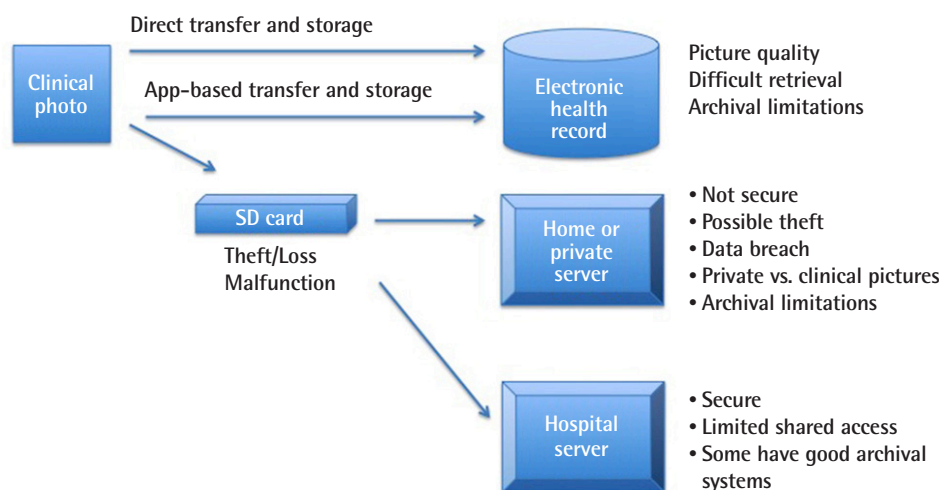 Direct transfer and storage
Clinical
photo
App-based transfer and storage
Electronic
health
record
Picture quality
Difficult retrieval
Archival limitations
SD card
Theft/Loss
Malfunction
Home or
private
server
• Not secure
• Possible theft
• Data breach
• Private vs. clinical pictures
• Archival limitations
Hospital
server
• Secure
• Limited shared access
• Some have good archival
systems